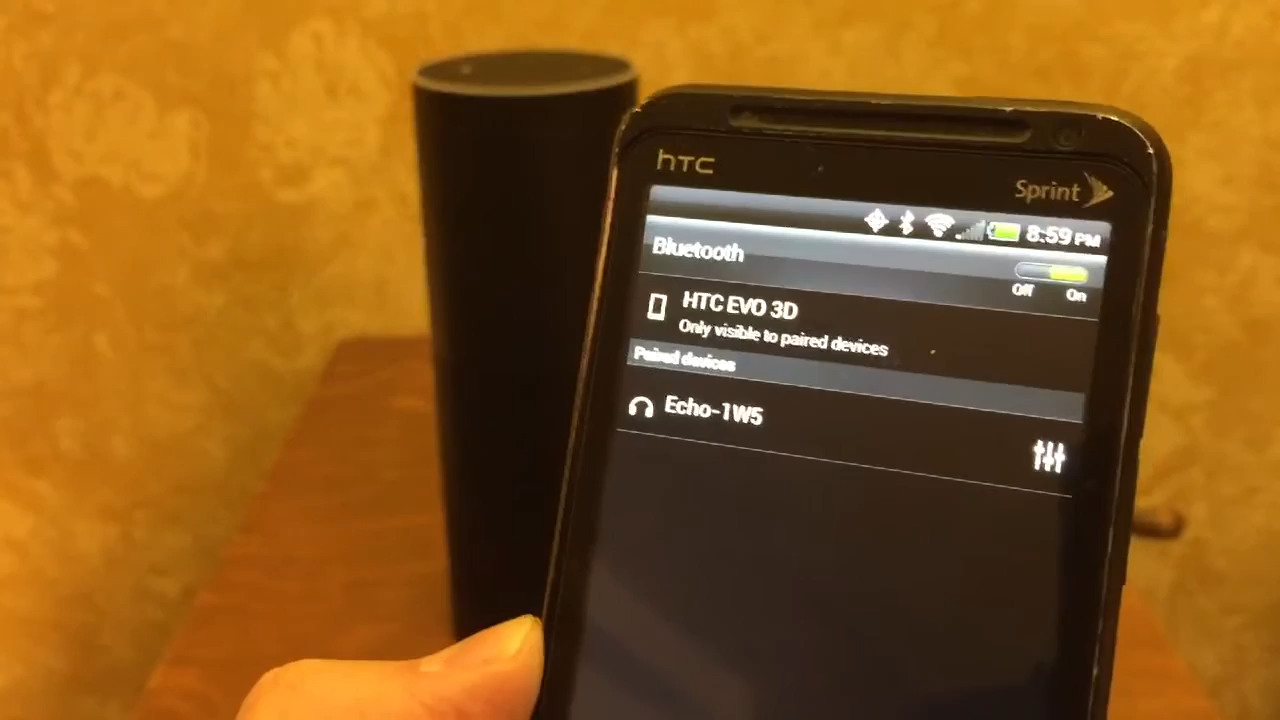 hTC
Sprint
8:59 PM
Bluetooth
Off On
HTC EVO 3D
Only visible to paired devices
Paired devices
Echo-1W5